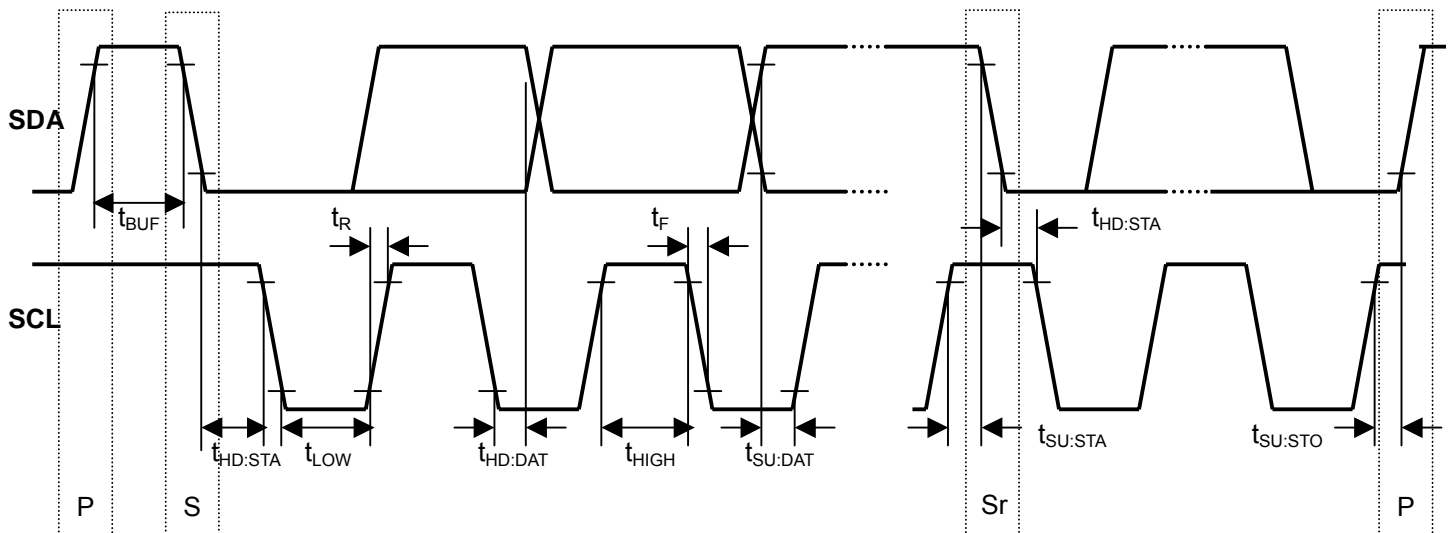 SDA
t_BUF
t_R
t_F
t_HD:STA
SCL
t_HD:STA
t_LOW
t_HD:DAT
t_HIGH
t_SU:DAT
t_SU:STA
t_SU:STO
P
S
Sr
P